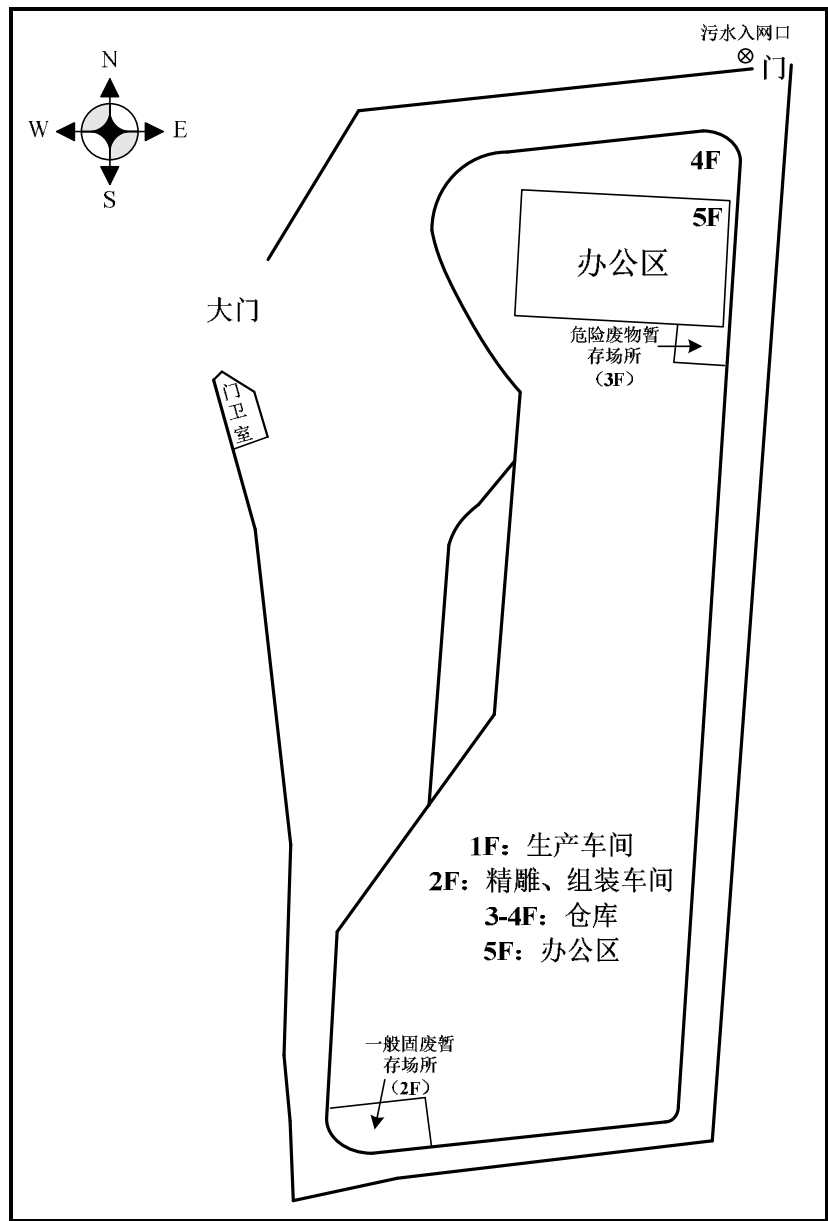 污水入网口
门
N
W
E
S
4F
5F
办公区
大门
危险废物暂
存场所
（3F）
门
卫
室
1F：生产车间
2F：精雕、组装车间
3-4F：仓库
5F：办公区
一般固废暂
存场所
（2F）